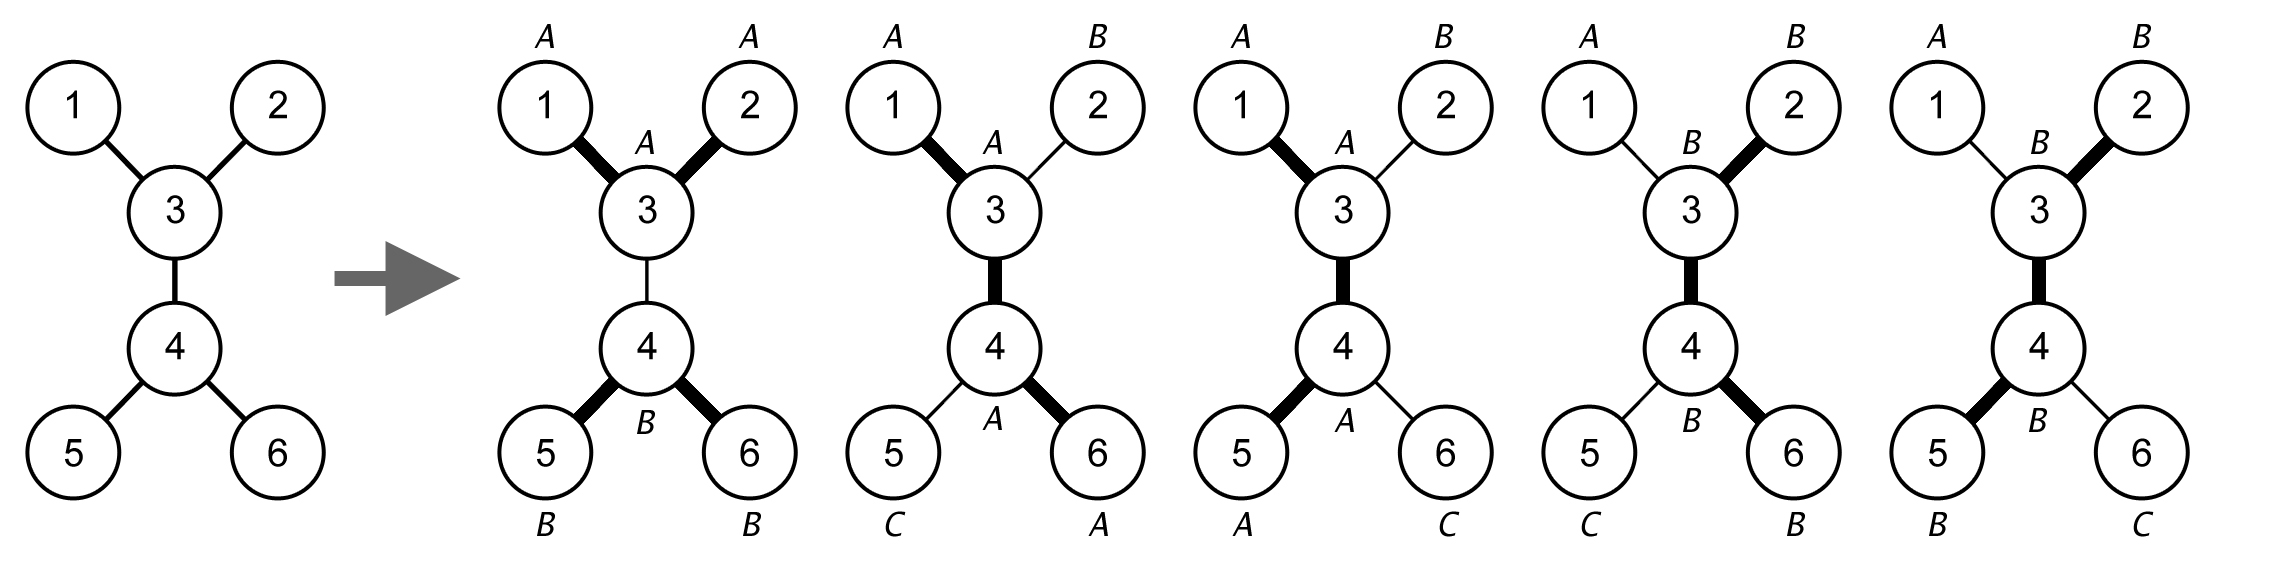 A A A B A B A B A B
1 2 1 2 1 2 1 2 1 2 1 2
A A A B B
3 3 3 3 3 3
4 4 4 4 4 4
B A A B B
5 6 5 6 5 6 5 6 5 6 5 6
B B C A A C C B B C